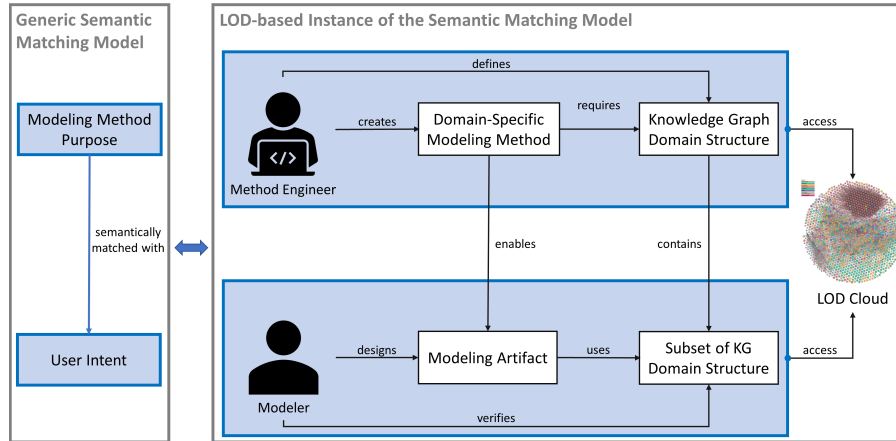 Generic Semantic
Matching Model
Modeling Method
Purpose
semantically
matched with
User Intent
LOD-based Instance of the Semantic Matching Model
defines
Method Engineer
creates
Domain-Specific
Modeling Method
requires
Knowledge Graph
Domain Structure
access
enables
contains
LOD Cloud
Modeler
designs
Modeling Artifact
uses
Subset of KG
Domain Structure
access
verifies